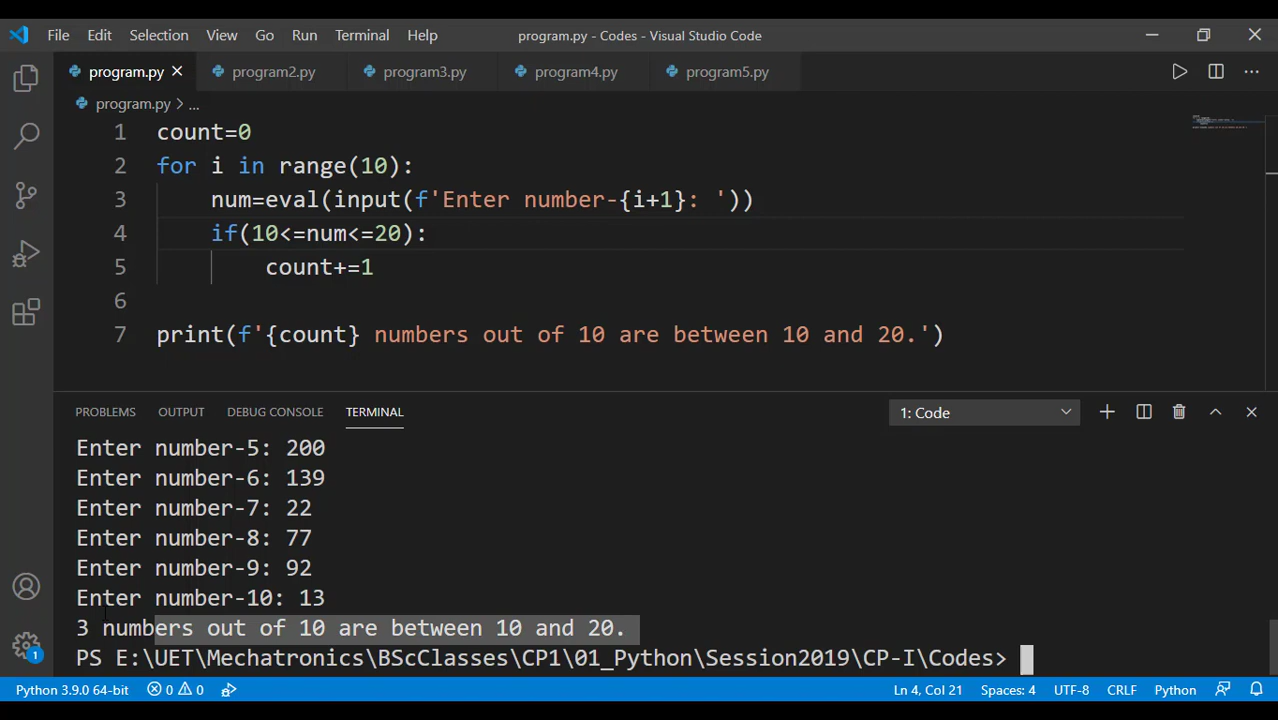 File Edit Selection View Go Run Terminal Help program.py - Codes - Visual Studio Code
program.py program2.py program3.py program4.py program5.py
program.py > ...
1 count=0
2 for i in range(10):
3 num=eval(input(f'Enter number-{i+1}: '))
4 if(10<=num<=20):
5 count+=1
6
7 print(f'{count} numbers out of 10 are between 10 and 20.')
PROBLEMS OUTPUT DEBUG CONSOLE TERMINAL 1: Code
Enter number-5: 200
Enter number-6: 139
Enter number-7: 22
Enter number-8: 77
Enter number-9: 92
Enter number-10: 13
3 numbers out of 10 are between 10 and 20.
PS E:\UET\Mechatronics\BScClasses\CP1\01_Python\Session2019\CP-I\Codes>
1
Python 3.9.0 64-bit 0 0 Ln 4, Col 21 Spaces: 4 UTF-8 CRLF Python